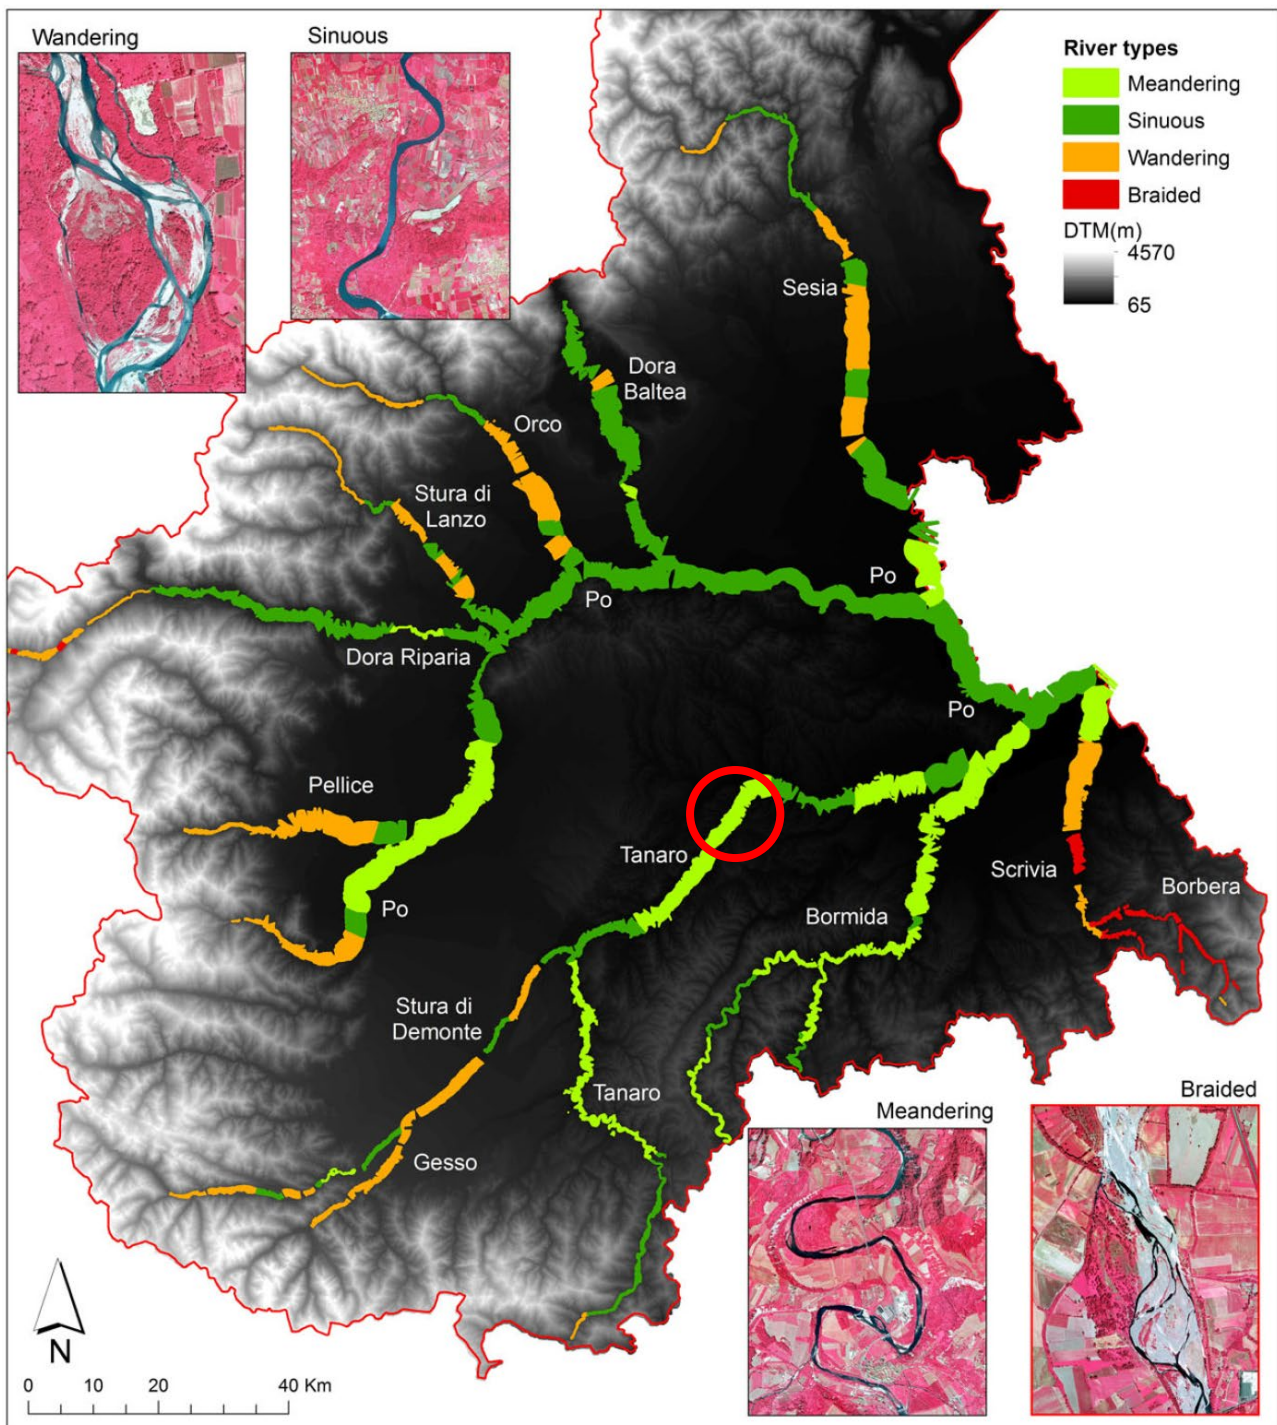 Wandering
Sinuous
River types
Meandering
Sinuous
Wandering
Braided
DTM(m)
4570
65
Sesia
Dora
Baltea
Orco
Stura di
Lanzo
Po
Po
Dora Riparia
Po
Pellice
Tanaro
Scrivia
Borbera
Po
Bormida
Stura di
Demonte
Tanaro
Gesso
Meandering
Braided
N
0 10 20 40 Km